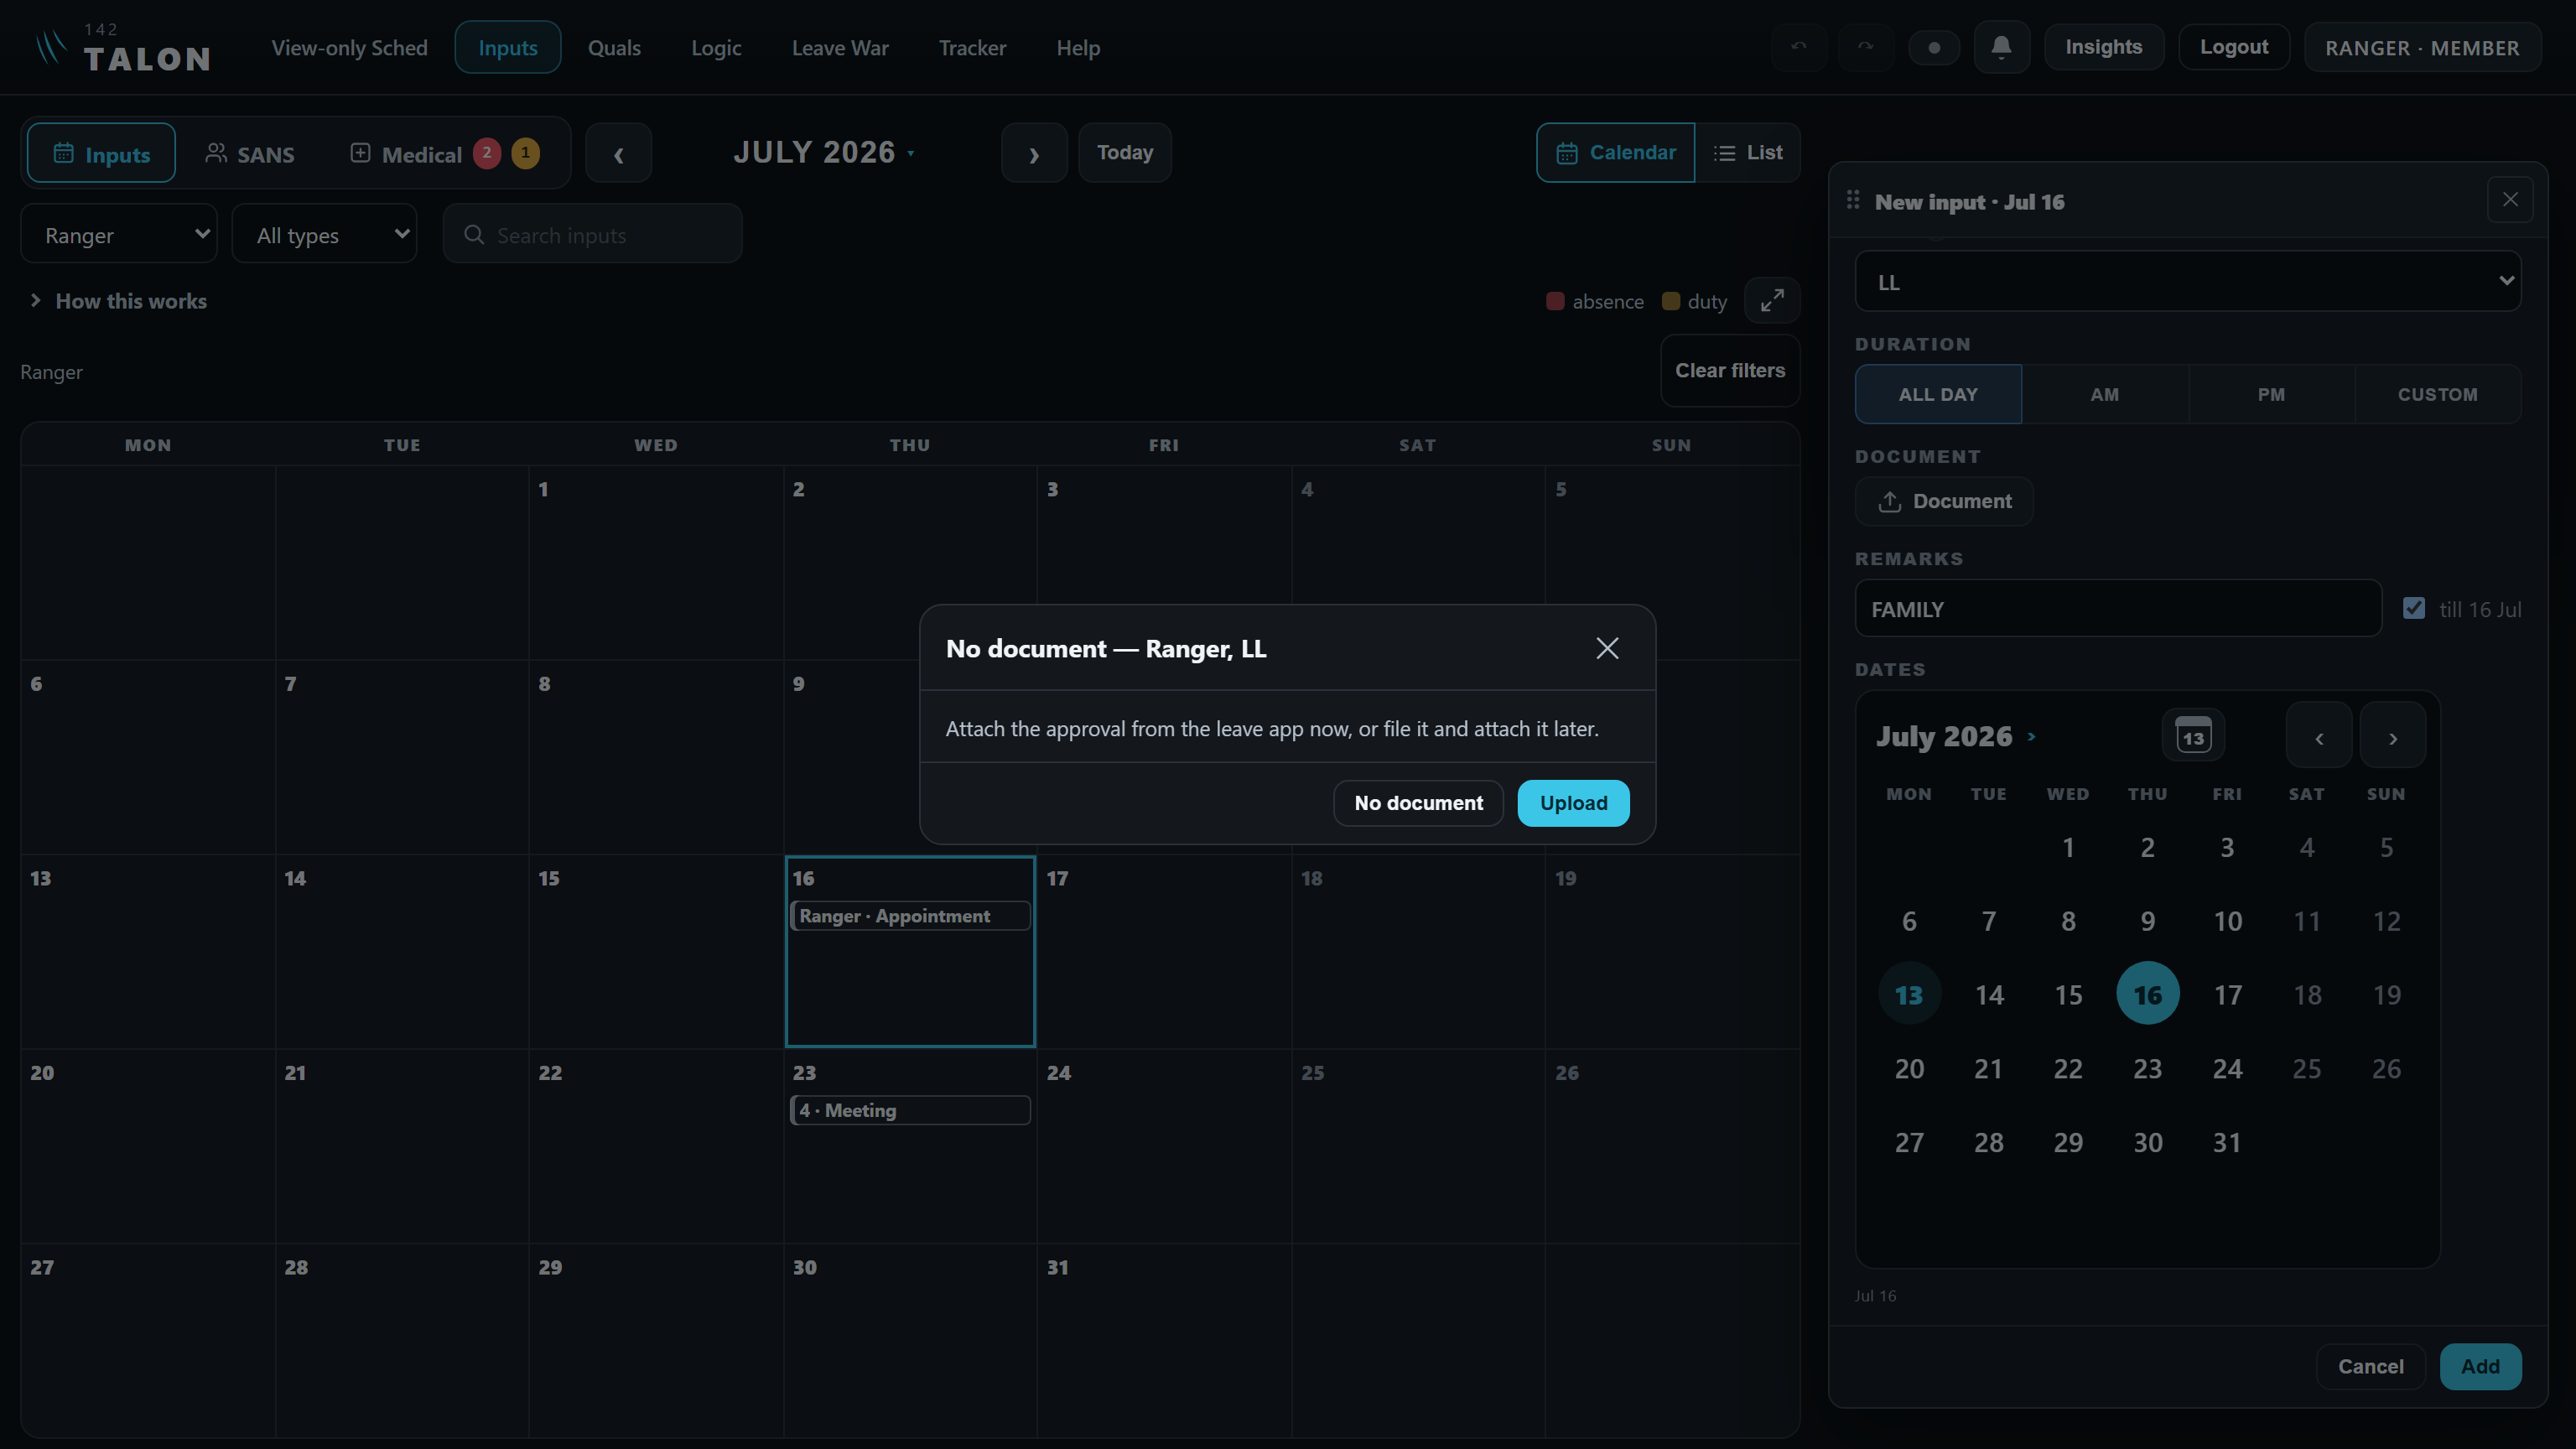 142
TALON
View-only Sched
Inputs
Quals
Logic
Leave War
Tracker
Help
Insights
Logout
RANGER · MEMBER
Inputs
SANS
Medical
2
1
JULY 2026
Today
Calendar
List
Ranger
All types
Search inputs
How this works
absence
duty
Ranger
Clear filters
MON TUE WED THU FRI SAT SUN
1 2 3 4 5
6 7 8 9
13 14 15 16 17 18 19
Ranger · Appointment
20 21 22 23 24 25 26
4 · Meeting
27 28 29 30 31
No document — Ranger, LL
Attach the approval from the leave app now, or file it and attach it later.
No document
Upload
New input · Jul 16
LL
DURATION
ALL DAY
AM
PM
CUSTOM
DOCUMENT
Document
REMARKS
FAMILY
till 16 Jul
DATES
July 2026
13
MON TUE WED THU FRI SAT SUN
1 2 3 4 5
6 7 8 9 10 11 12
13 14 15 16 17 18 19
20 21 22 23 24 25 26
27 28 29 30 31
Jul 16
Cancel
Add